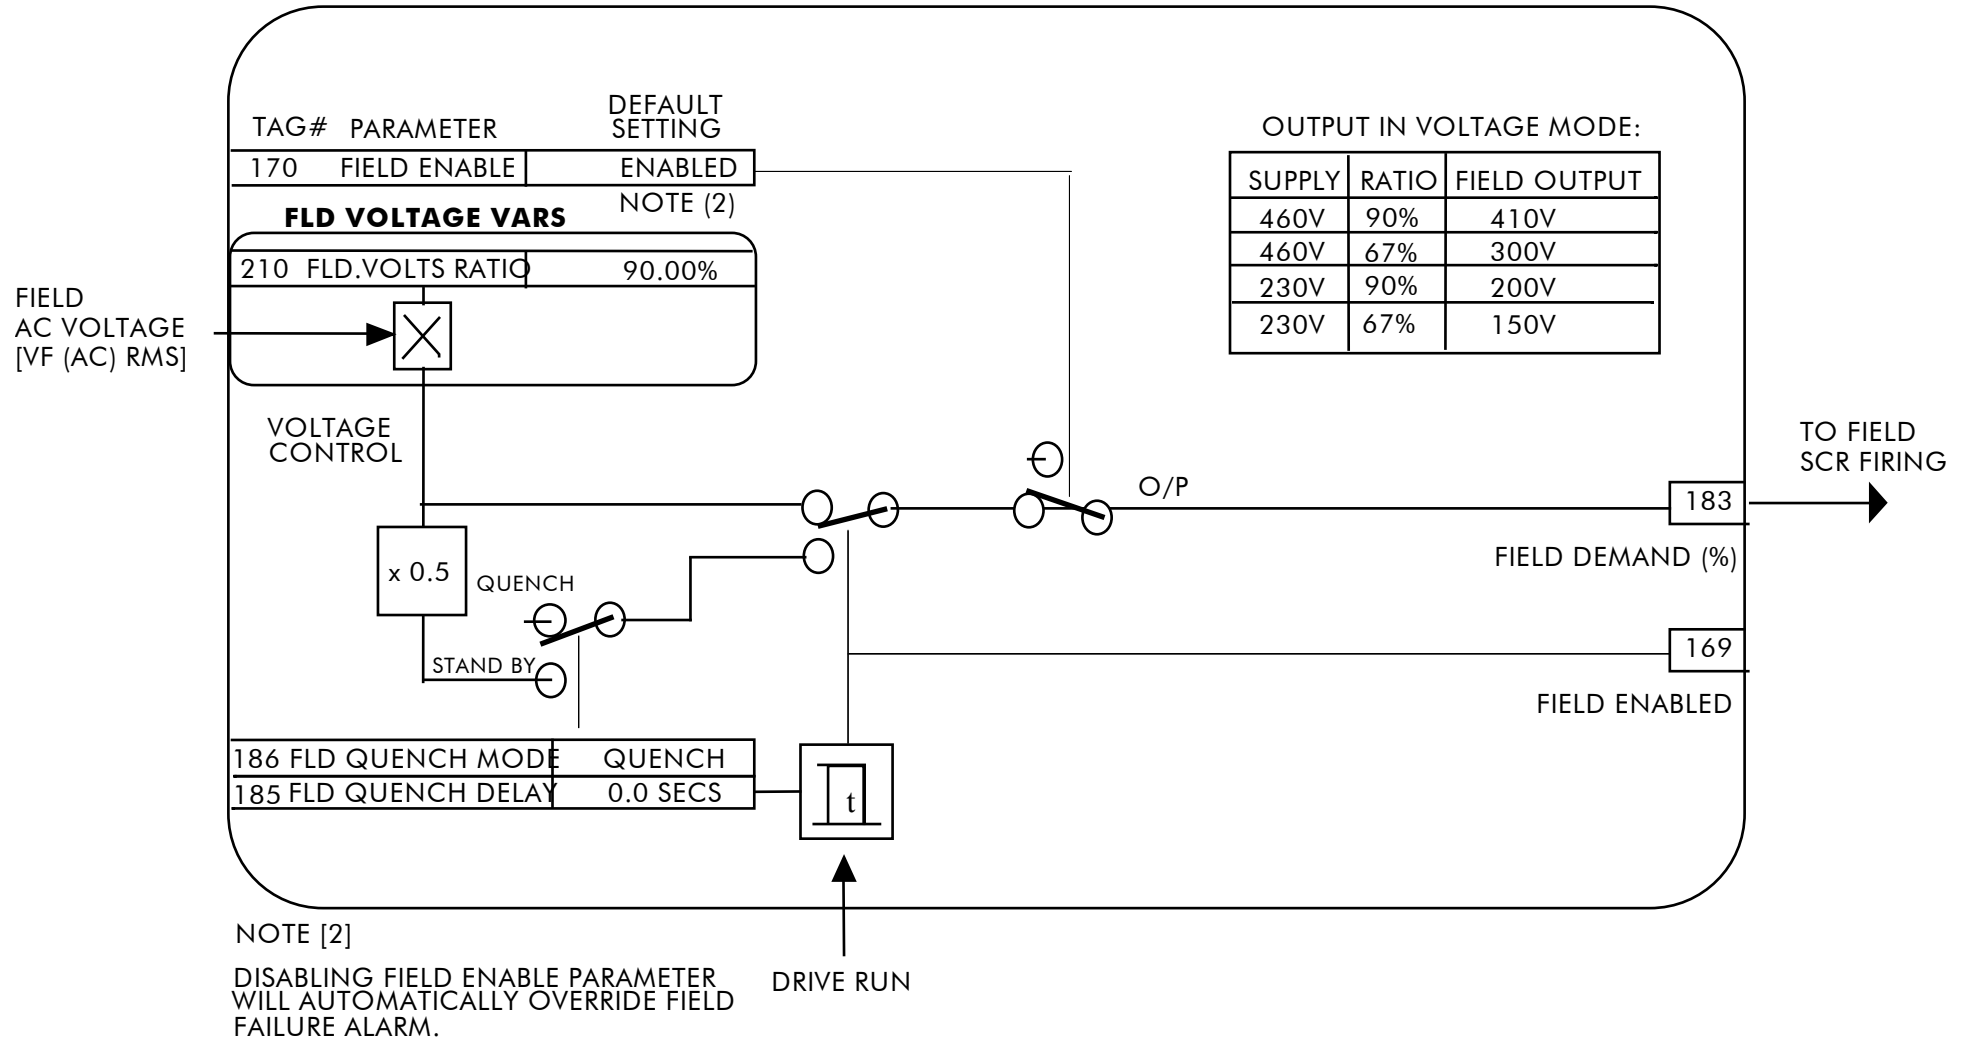 DEFAULT
TAG# PARAMETER SETTING
170 FIELD ENABLE ENABLED
NOTE (2)
FLD VOLTAGE VARS
210 FLD.VOLTS RATIO 90.00%
FIELD
AC VOLTAGE
[VF (AC) RMS]
VOLTAGE
CONTROL
OUTPUT IN VOLTAGE MODE:
SUPPLY RATIO FIELD OUTPUT
460V 90% 410V
460V 67% 300V
230V 90% 200V
230V 67% 150V
TO FIELD
SCR FIRING
O/P
183
FIELD DEMAND (%)
x 0.5
QUENCH
STAND BY
169
FIELD ENABLED
186 FLD QUENCH MODE QUENCH
185 FLD QUENCH DELAY 0.0 SECS
t
DRIVE RUN
NOTE [2]
DISABLING FIELD ENABLE PARAMETER
WILL AUTOMATICALLY OVERRIDE FIELD
FAILURE ALARM.